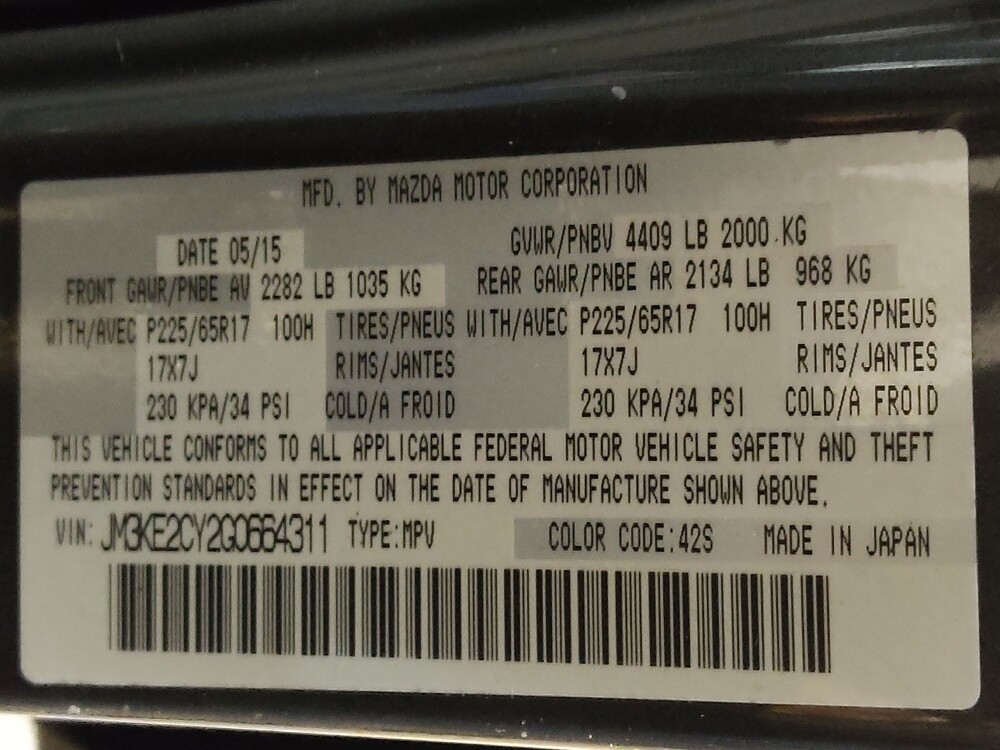 MFD. BY MAZDA MOTOR CORPORATION
DATE 05/15 GVWR/PNBV 4409 LB 2000 KG
FRONT GAWR/PNBE AV 2282 LB 1035 KG REAR GAWR/PNBE AR 2134 LB 968 KG
WITH/AVEC P225/65R17 100H TIRES/PNEUS WITH/AVEC P225/65R17 100H TIRES/PNEUS
17X7J RIMS/JANTES 17X7J RIMS/JANTES
230 KPA/34 PSI COLD/A FROID 230 KPA/34 PSI COLD/A FROID
THIS VEHICLE CONFORMS TO ALL APPLICABLE FEDERAL MOTOR VEHICLE SAFETY AND THEFT
PREVENTION STANDARDS IN EFFECT ON THE DATE OF MANUFACTURE SHOWN ABOVE.
VIN: JM3KE2CY2G0664311 TYPE:MPV COLOR CODE:42S MADE IN JAPAN